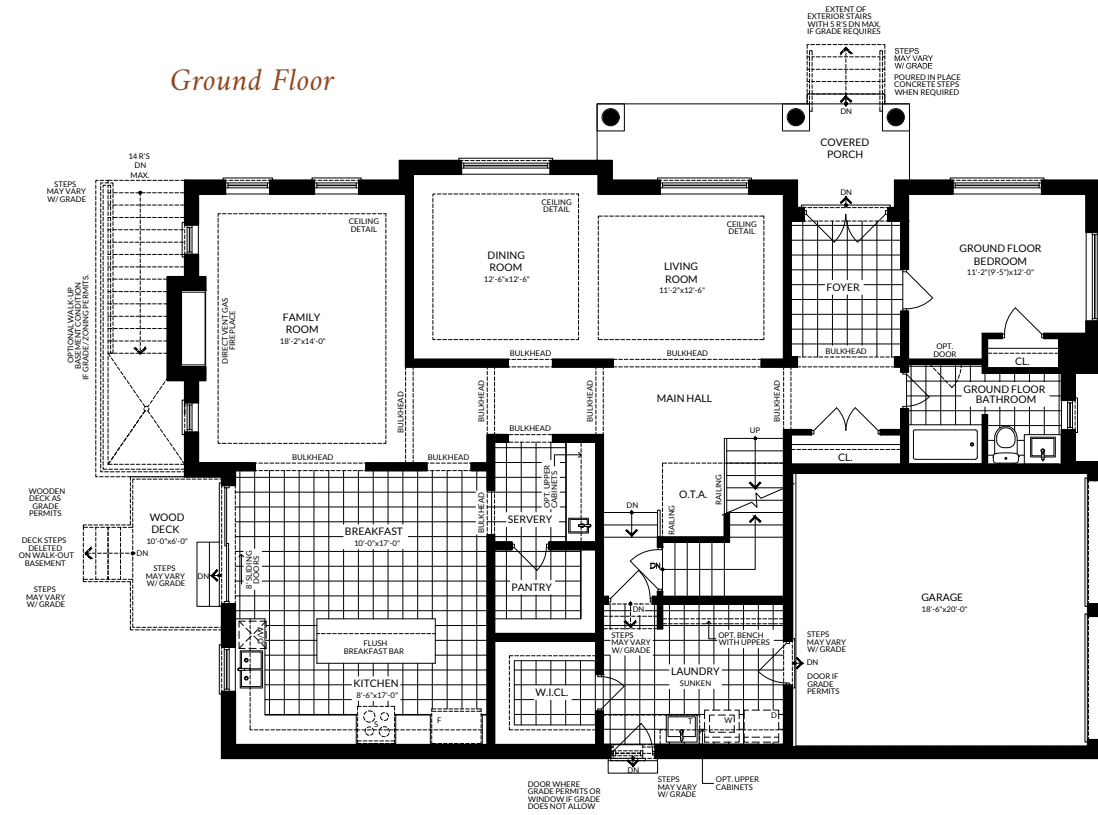 Ground Floor
EXTENT OF
EXTERIOR STAIRS
WITH 5 R'S DN MAX.
IF GRADE REQUIRES
STEPS
MAY VARY
W/ GRADE
POURED IN PLACE
CONCRETE STEPS
WHEN REQUIRED
DN
COVERED
PORCH
DN
14 R'S
DN
MAX.
STEPS
MAY VARY
W/ GRADE
OPTIONAL WALK-UP
BASEMENT CONDITION
IF GRADE/ZONING PERMITS.
DIRECT VENT GAS
FIREPLACE
CEILING
DETAIL
FAMILY
ROOM
18'-2"x14'-0"
CEILING
DETAIL
DINING
ROOM
12'-6"x12'-6"
CEILING
DETAIL
LIVING
ROOM
11'-2"x12'-6"
FOYER
GROUND FLOOR
BEDROOM
11'-2"(9'-5")x12'-0"
BULKHEAD
BULKHEAD
BULKHEAD
OPT.
DOOR
CL.
GROUND FLOOR
BATHROOM
BULKHEAD
BULKHEAD
BULKHEAD
BULKHEAD
MAIN HALL
BULKHEAD
CL.
UP
BULKHEAD
BULKHEAD
BULKHEAD
OPT. UPPER
CABINETS
SERVERY
O.T.A.
RAILING
RAILING
DN
DN
WOODEN
DECK AS
GRADE
PERMITS
WOOD
DECK
10'-0"x6'-0"
DECK STEPS
DELETED
ON WALK-OUT
BASEMENT
DN
STEPS
MAY VARY
W/ GRADE
STEPS
MAY VARY
W/ GRADE
DN
8' SLIDING
DOORS
BREAKFAST
10'-0"x17'-0"
PANTRY
GARAGE
18'-6"x20'-0"
DN
STEPS
MAY VARY
W/ GRADE
OPT. BENCH
WITH UPPERS
STEPS
MAY VARY
W/ GRADE
DN
DOOR IF
GRADE
PERMITS
D/W
FLUSH
BREAKFAST BAR
KITCHEN
8'-6"x17'-0"
S
F
W.I.CL.
LAUNDRY
SUNKEN
T
W
D
DN
DOOR WHERE
GRADE PERMITS OR
WINDOW IF GRADE
DOES NOT ALLOW
STEPS
MAY VARY
W/ GRADE
OPT. UPPER
CABINETS